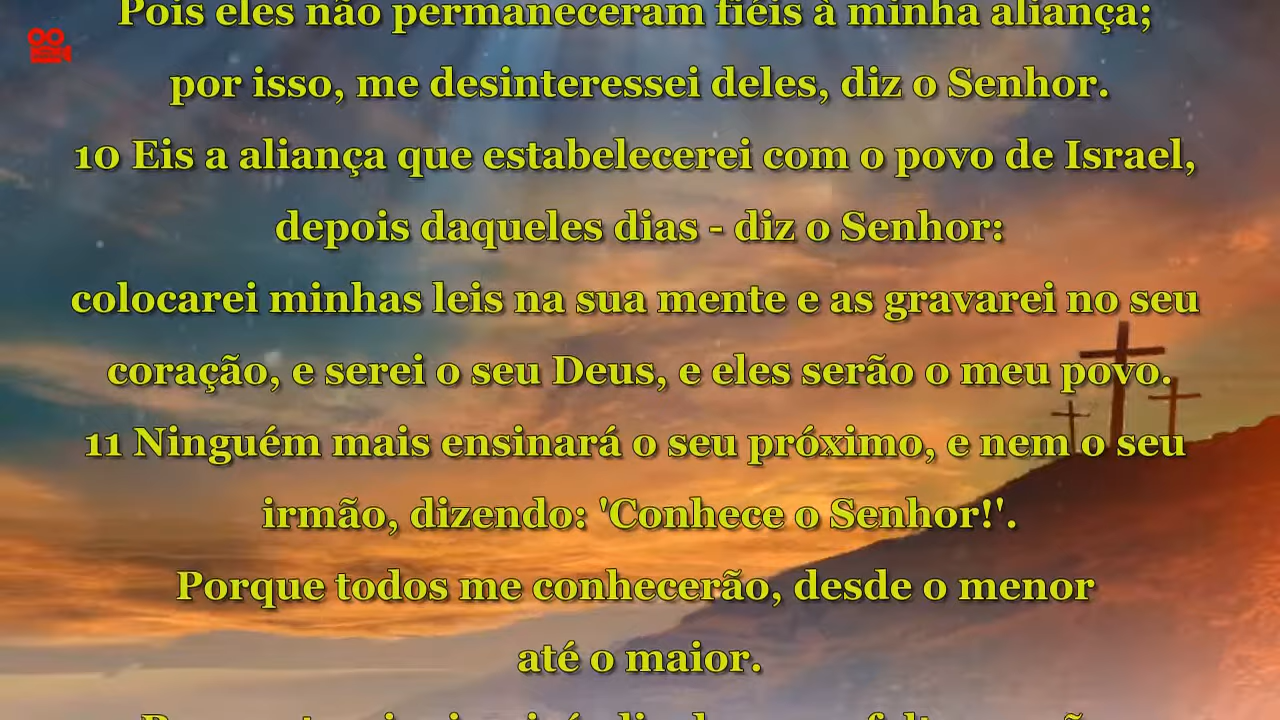 Pois eles não permaneceram fiéis à minha aliança;
por isso, me desinteressei deles, diz o Senhor.
10 Eis a aliança que estabelecerei com o povo de Israel,
depois daqueles dias - diz o Senhor:
colocarei minhas leis na sua mente e as gravarei no seu
coração, e serei o seu Deus, e eles serão o meu povo.
11 Ninguém mais ensinará o seu próximo, e nem o seu
irmão, dizendo: 'Conhece o Senhor!'.
Porque todos me conhecerão, desde o menor
até o maior.